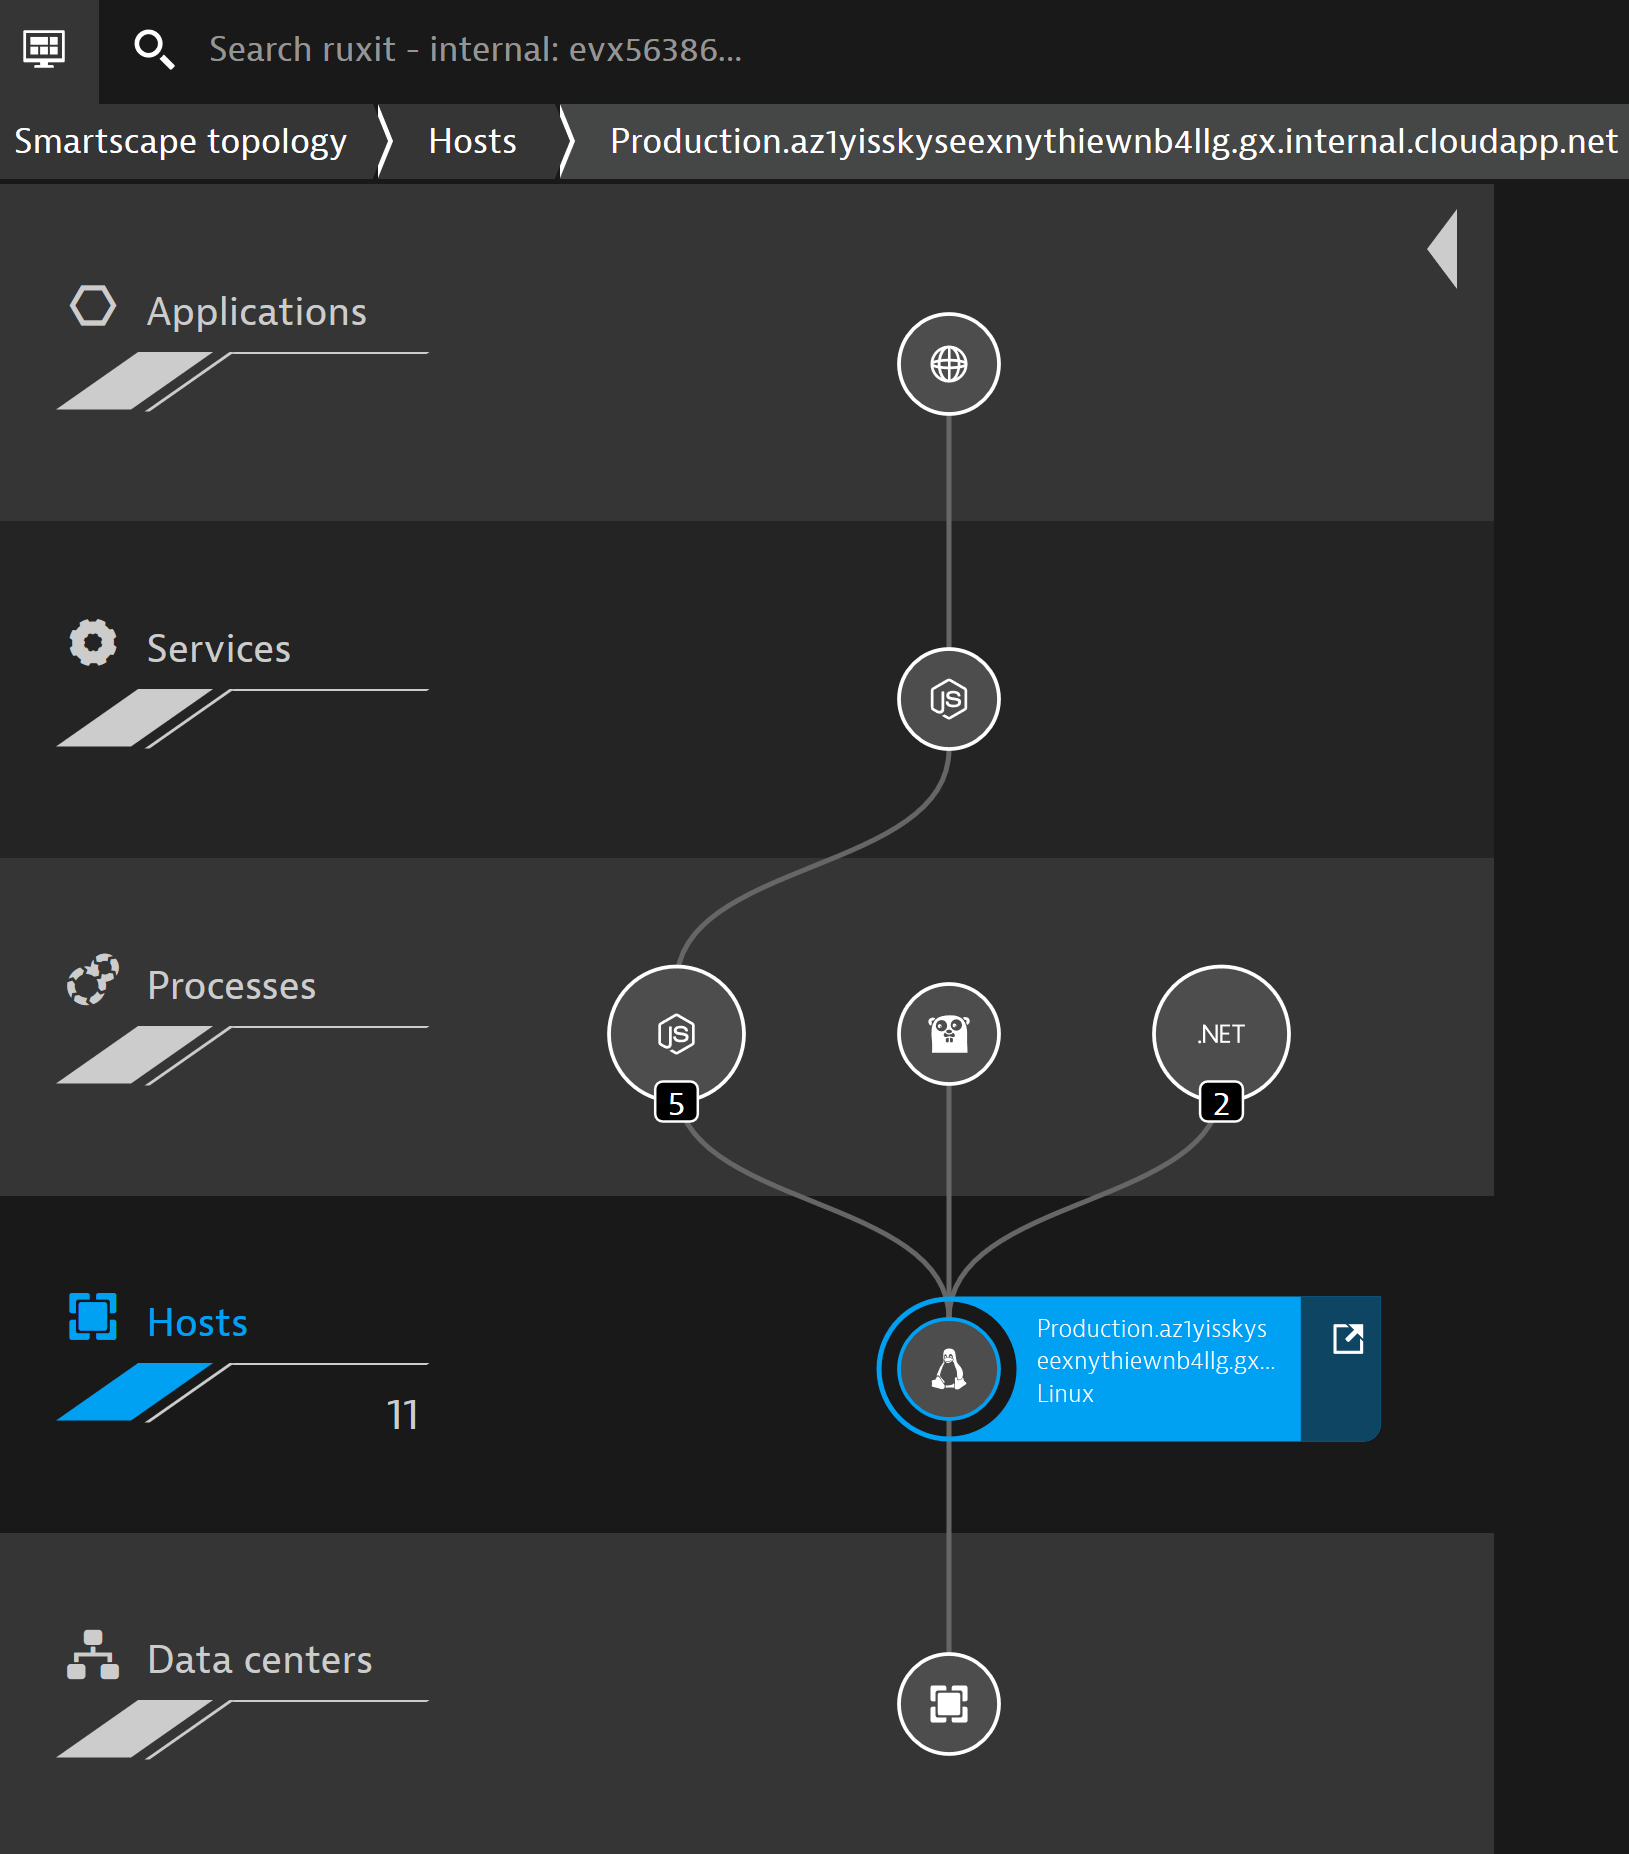 Search ruxit - internal: evx56386...
Smartscape topology
Hosts
Production.az1yisskyseexnythiewnb4llg.gx.internal.cloudapp.net
Applications
Services
JS
Processes
JS
.NET
5
2
Hosts
Production.az1yisskys
eexnythiewnb4llg.gx...
Linux
11
Data centers